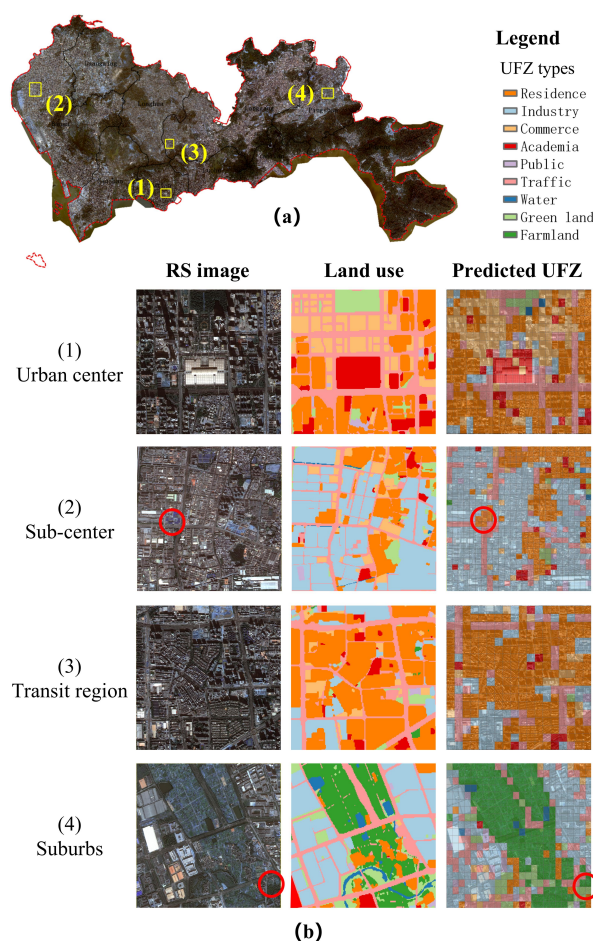 Legend
UFZ types
Residence
Industry
Commerce
Academia
Public
Traffic
Water
Green land
Farmland
(1)
(2)
(3)
(4)
(a)
RS image Land use Predicted UFZ
(1)
Urban center
(2)
Sub-center
(3)
Transit region
(4)
Suburbs
(b)